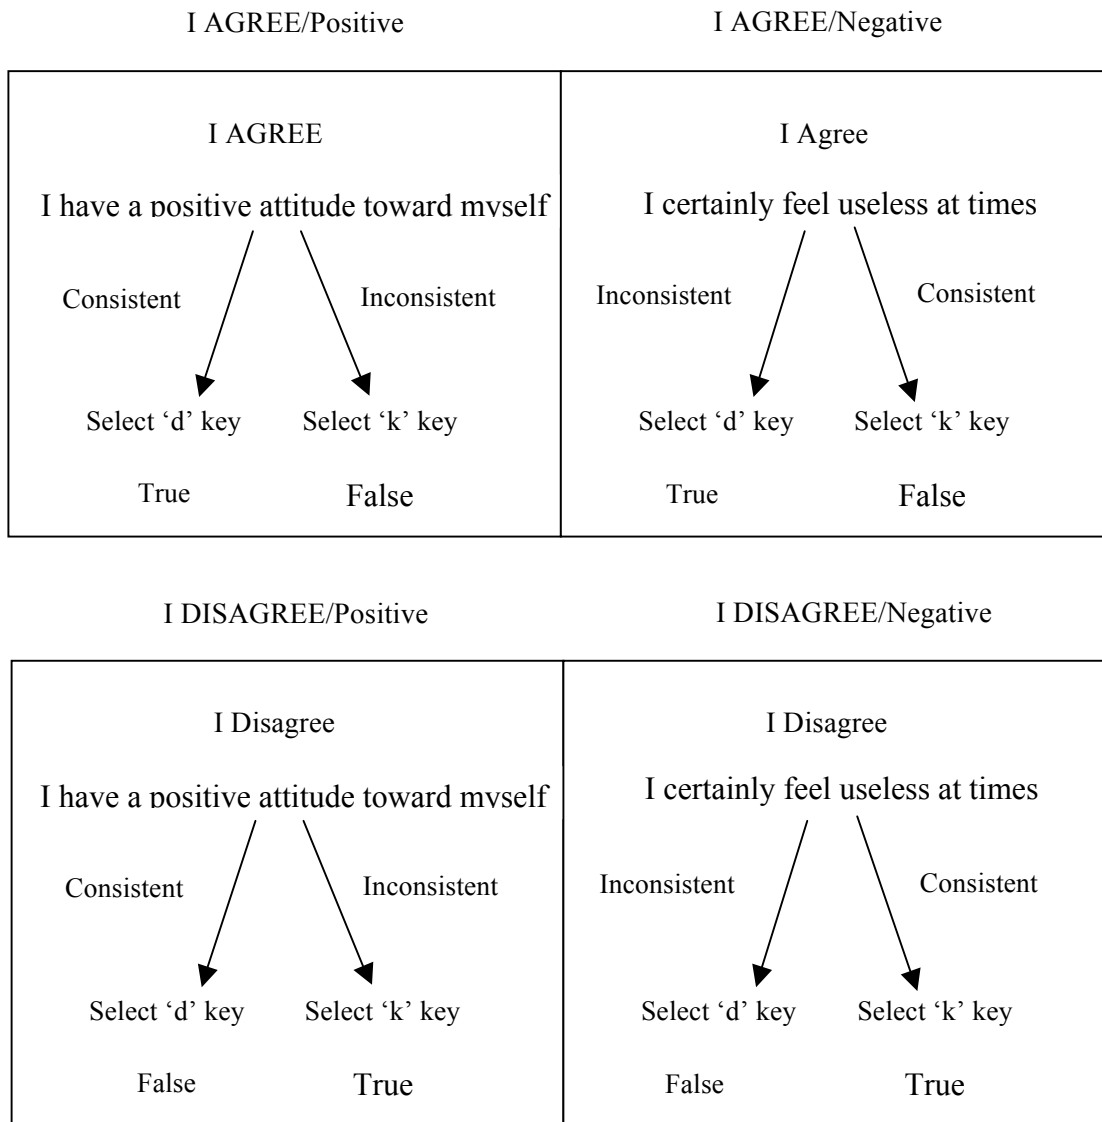 I AGREE/Positive I AGREE/Negative
I AGREE
I have a positive attitude toward myself
Consistent Inconsistent
Select ‘d’ key Select ‘k’ key
True False
I Agree
I certainly feel useless at times
Inconsistent Consistent
Select ‘d’ key Select ‘k’ key
True False
I DISAGREE/Positive I DISAGREE/Negative
I Disagree
I have a positive attitude toward myself
Consistent Inconsistent
Select ‘d’ key Select ‘k’ key
False True
I Disagree
I certainly feel useless at times
Inconsistent Consistent
Select ‘d’ key Select ‘k’ key
False True